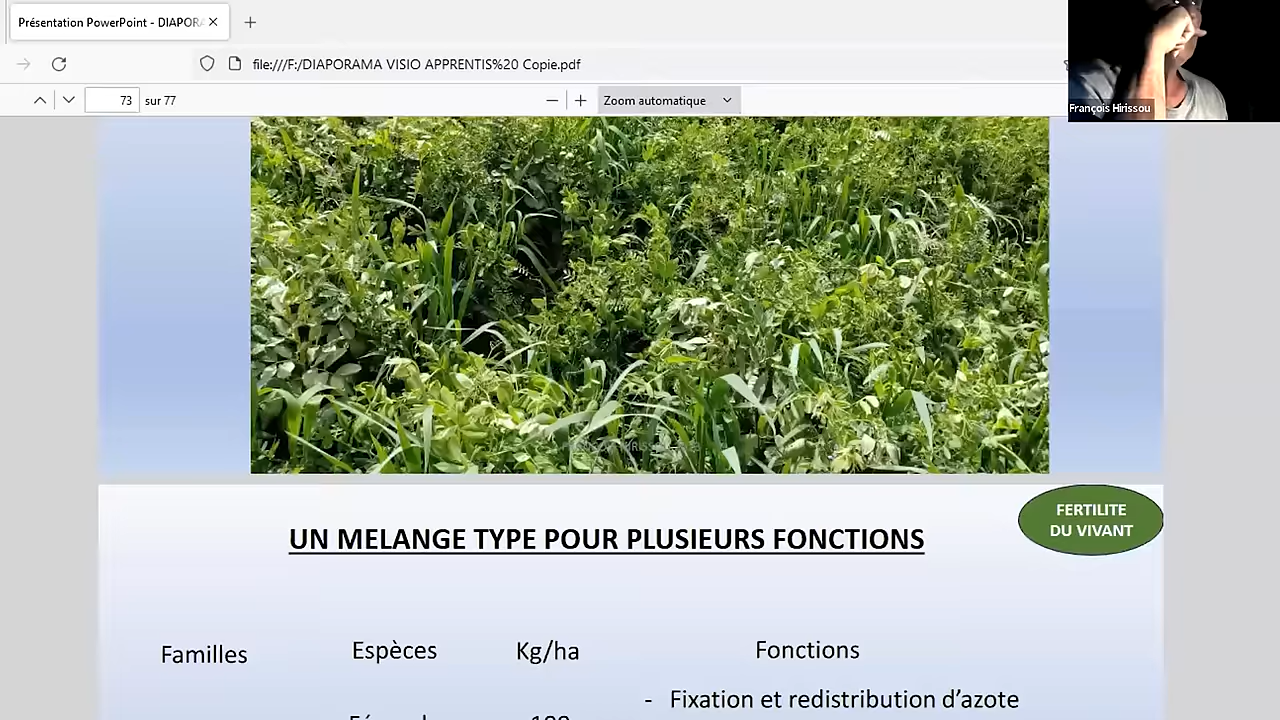 Présentation PowerPoint - DIAPOR
file:///F:/DIAPORAMA VISIO APPRENTIS%20 Copie.pdf
73 sur 77
Zoom automatique
François Hirissou
FERTILITE
DU VIVANT
UN MELANGE TYPE POUR PLUSIEURS FONCTIONS
Familles Espèces Kg/ha Fonctions
- Fixation et redistribution d’azote